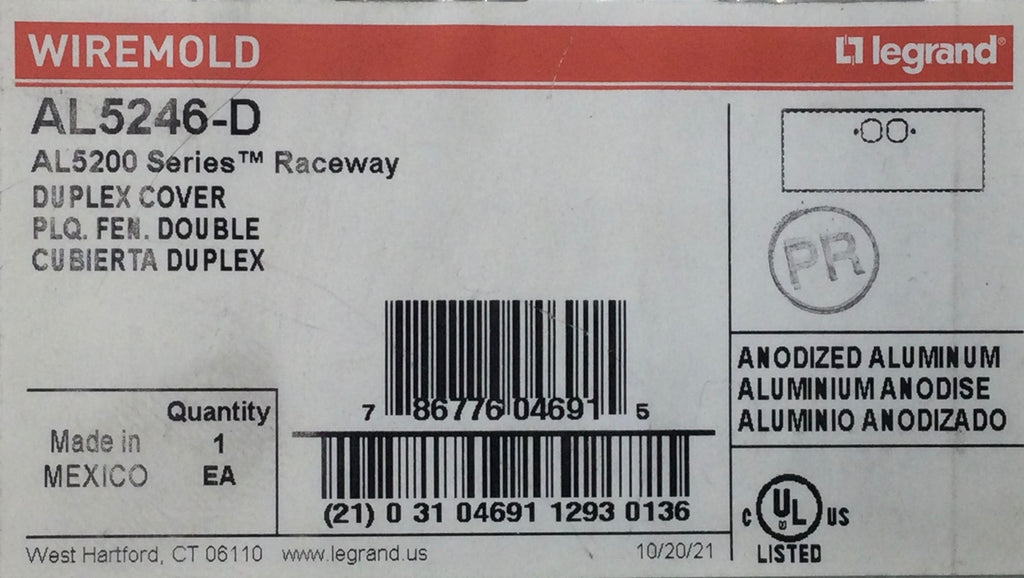 WIREMOLD
legrand®
AL5246-D
AL5200 Series™ Raceway
DUPLEX COVER
PLQ. FEN. DOUBLE
CUBIERTA DUPLEX
PR
ANODIZED ALUMINUM
ALUMINIUM ANODISE
ALUMINIO ANODIZADO
7 86776 04691 5
(21) 0 31 04691 1293 0136
Made in
MEXICO
Quantity
1
EA
C UL US
LISTED
West Hartford, CT 06110 www.legrand.us 10/20/21